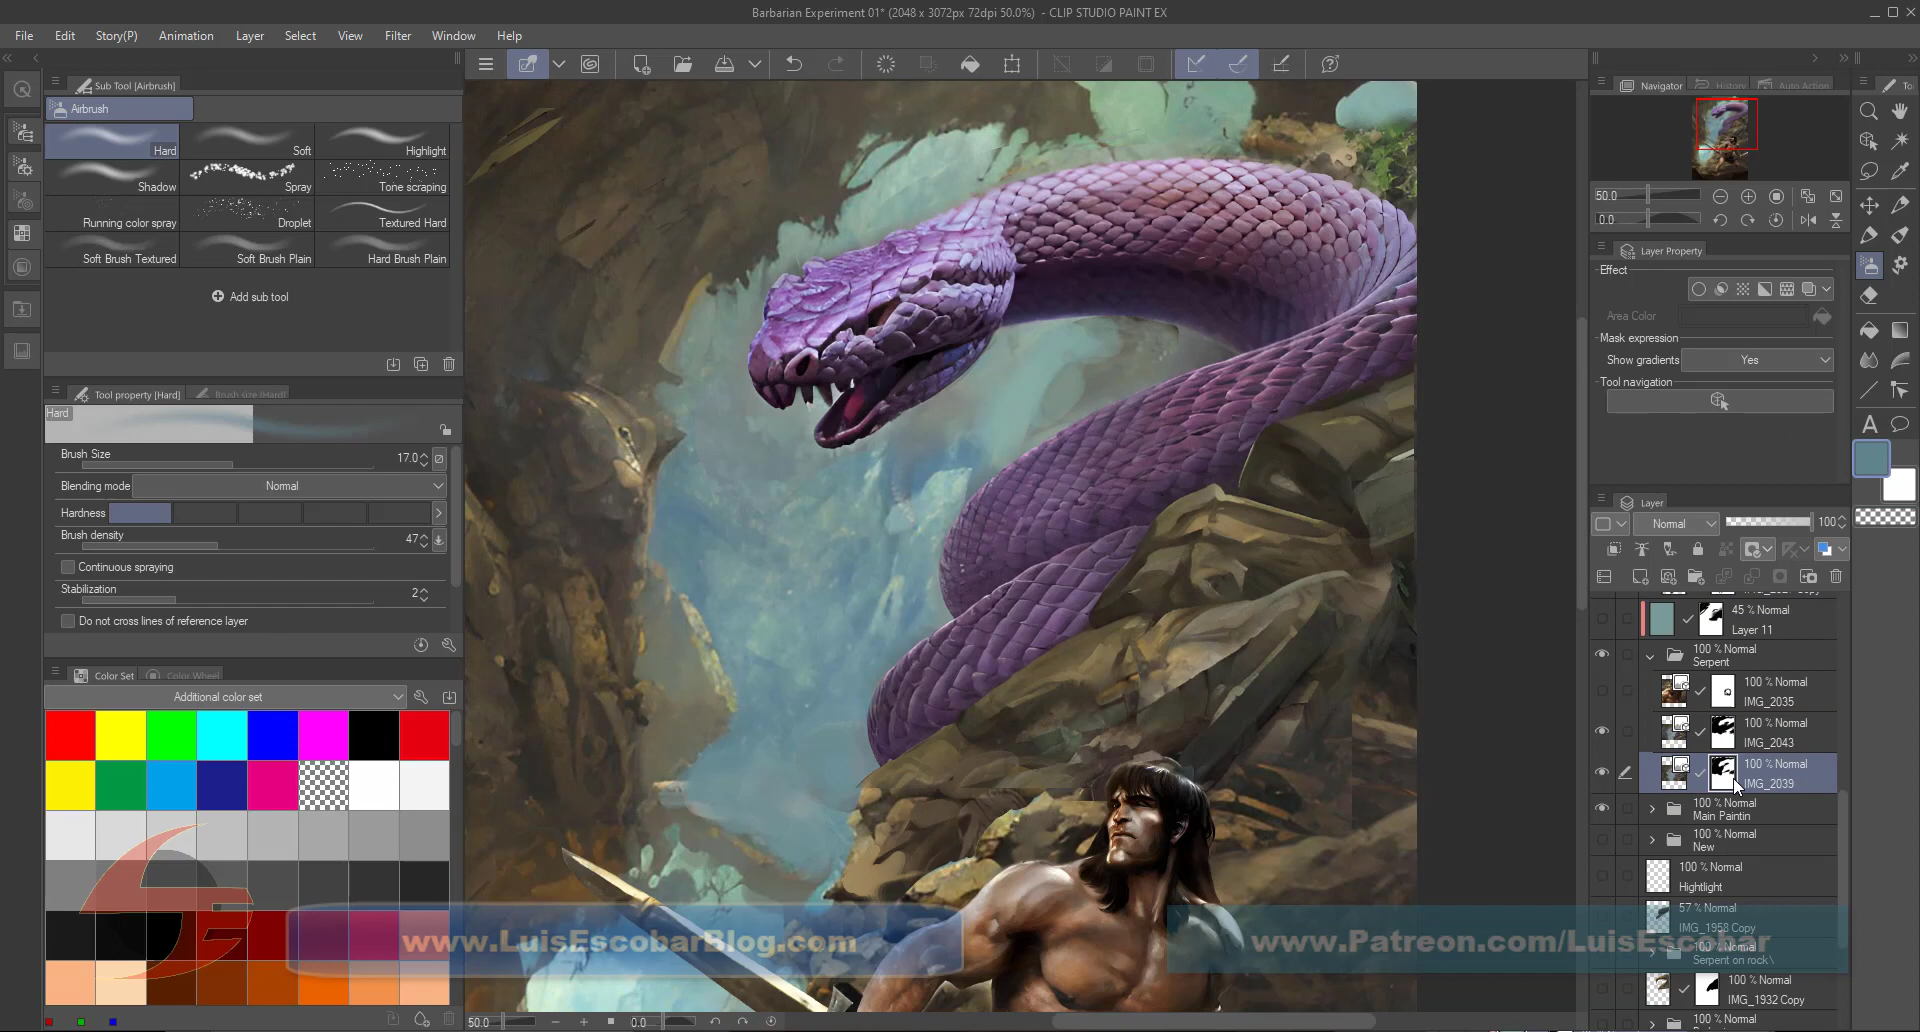 Barbarian Experiment 01* (2048 x 3072px 72dpi 50.0%) - CLIP STUDIO PAINT EX
File Edit Story(P) Animation Layer Select View Filter Window Help
Sub Tool [Airbrush]
Airbrush
Hard Soft Highlight
Shadow Spray Tone scraping
Running color spray Droplet Textured Hard
Soft Brush Textured Soft Brush Plain Hard Brush Plain
Add sub tool
Tool property [Hard] Brush size [Hard]
Hard
Brush Size 17.0
Blending mode Normal
Hardness
Brush density 47
Continuous spraying
Stabilization 2
Do not cross lines of reference layer
Color Set Color Wheel
Additional color set
www.LuisEscobarBlog.com
www.Patreon.com/LuisEscobar
50.0 0.0
Navigator History Auto Action
50.0
0.0
Layer Property
Effect
Area Color
Mask expression
Show gradients Yes
Tool navigation
Layer
Normal 100
45 % Normal
Layer 11
100 % Normal
Serpent
100 % Normal
IMG_2035
100 % Normal
IMG_2043
100 % Normal
IMG_2039
100 % Normal
Main Paintin
100 % Normal
New
100 % Normal
Hightlight
57 % Normal
IMG_1958 Copy
100 % Normal
Serpent on rock\
100 % Normal
IMG_1932 Copy
100 % Normal
To
A